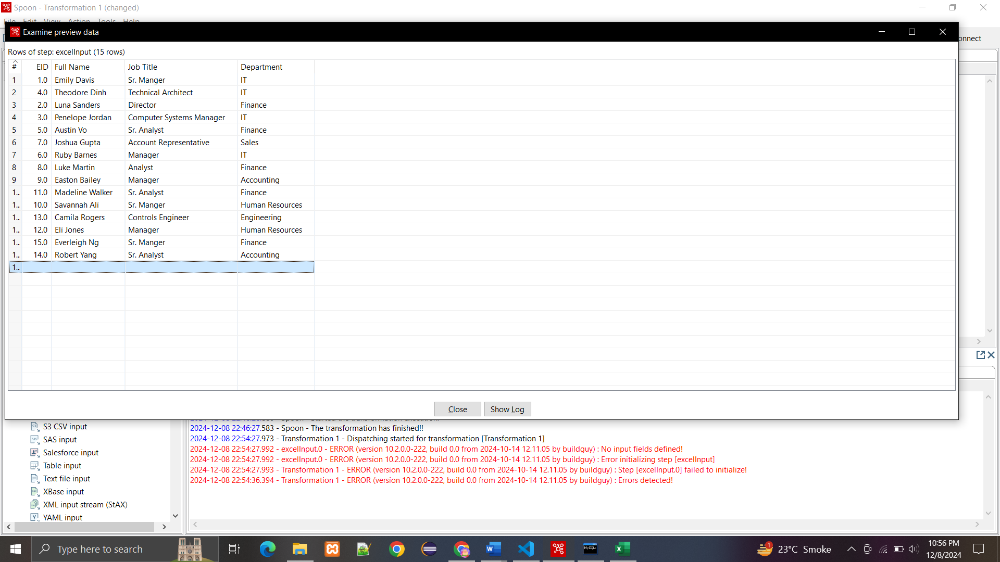 Spoon - Transformation 1 (changed)
File Edit View Action Tools Help
Examine preview data
onnect
Rows of step: excelInput (15 rows)
# EID Full Name Job Title Department
1 1.0 Emily Davis Sr. Manger IT
2 4.0 Theodore Dinh Technical Architect IT
3 2.0 Luna Sanders Director Finance
4 3.0 Penelope Jordan Computer Systems Manager IT
5 5.0 Austin Vo Sr. Analyst Finance
6 7.0 Joshua Gupta Account Representative Sales
7 6.0 Ruby Barnes Manager IT
8 8.0 Luke Martin Analyst Finance
9 9.0 Easton Bailey Manager Accounting
1.. 11.0 Madeline Walker Sr. Analyst Finance
1.. 10.0 Savannah Ali Sr. Manger Human Resources
1.. 13.0 Camila Rogers Controls Engineer Engineering
1.. 12.0 Eli Jones Manager Human Resources
1.. 15.0 Everleigh Ng Sr. Manger Finance
1.. 14.0 Robert Yang Sr. Analyst Accounting
1..
Close Show Log
S3 CSV input
SAS input
Salesforce input
Table input
Text file input
XBase input
XML input stream (StAX)
YAML input
2024-12-08 22:46:27.583 - Spoon - The transformation has finished!!
2024-12-08 22:54:27.973 - Transformation 1 - Dispatching started for transformation [Transformation 1]
2024-12-08 22:54:27.992 - excelInput.0 - ERROR (version 10.2.0.0-222, build 0.0 from 2024-10-14 12.11.05 by buildguy) : No input fields defined!
2024-12-08 22:54:27.992 - excelInput.0 - ERROR (version 10.2.0.0-222, build 0.0 from 2024-10-14 12.11.05 by buildguy) : Error initializing step [excelInput]
2024-12-08 22:54:27.993 - Transformation 1 - ERROR (version 10.2.0.0-222, build 0.0 from 2024-10-14 12.11.05 by buildguy) : Step [excelInput.0] failed to initialize!
2024-12-08 22:54:36.394 - Transformation 1 - ERROR (version 10.2.0.0-222, build 0.0 from 2024-10-14 12.11.05 by buildguy) : Errors detected!
Type here to search
1
23°C Smoke
10:56 PM
12/8/2024